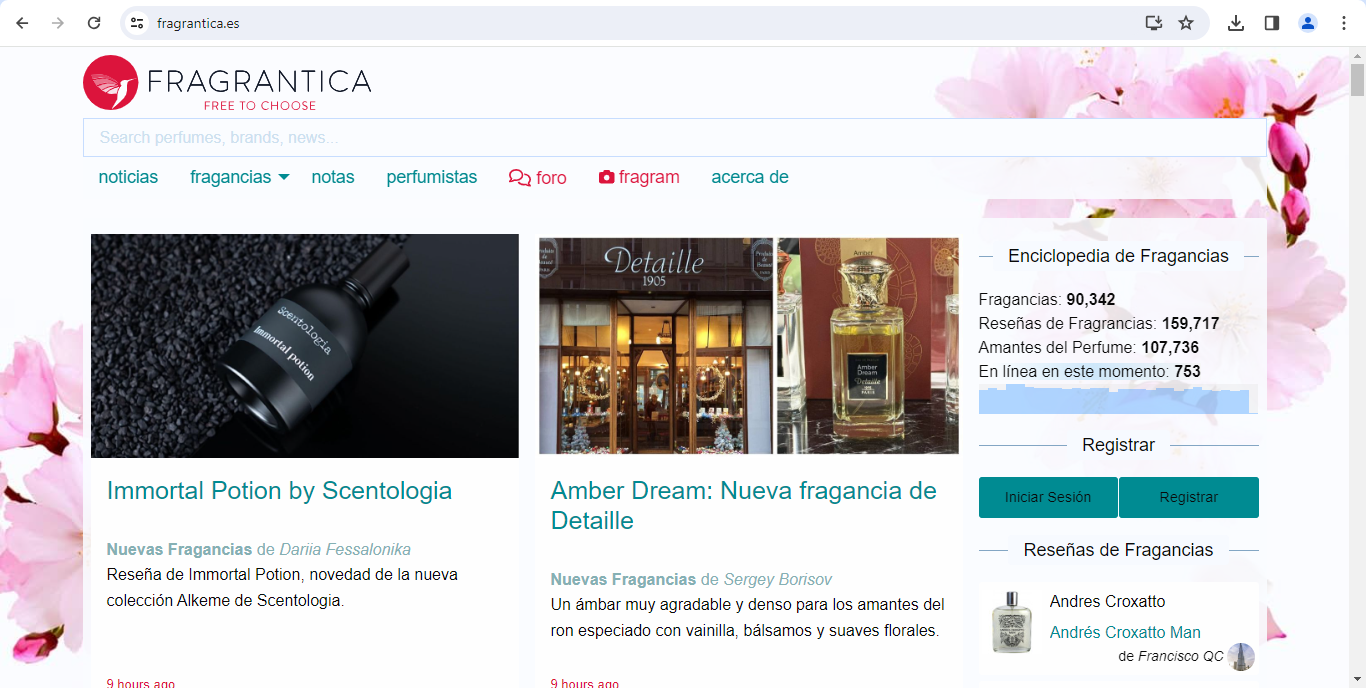 fragrantica.es
FRAGRANTICA
FREE TO CHOOSE
Search perfumes, brands, news...
noticias fragancias notas perfumistas foro fragram acerca de
Scentologia
Immortal potion
Detaille
1905
Amber
Amber
Dream
Detaille
PARIS
Immortal Potion by Scentologia
Nuevas Fragancias de Dariia Fessalonika
Reseña de Immortal Potion, novedad de la nueva
colección Alkeme de Scentologia.
9 hours ago
Amber Dream: Nueva fragancia de
Detaille
Nuevas Fragancias de Sergey Borisov
Un ámbar muy agradable y denso para los amantes del
ron especiado con vainilla, bálsamos y suaves florales.
9 hours ago
Enciclopedia de Fragancias
Fragancias: 90,342
Reseñas de Fragrancias: 159,717
Amantes del Perfume: 107,736
En línea en este momento: 753
Registrar
Iniciar Sesión Registrar
Reseñas de Fragancias
Andres Croxatto
Andrés Croxatto Man
de Francisco QC